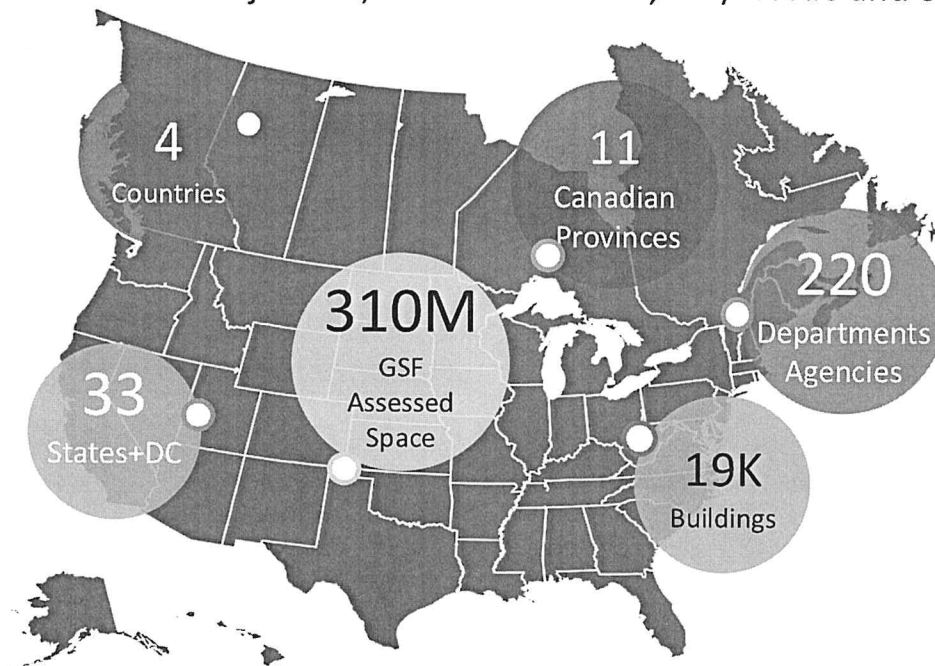 4
Countries
11
Canadian
Provinces
220
Departments
Agencies
310M
GSF
Assessed
Space
33
States+DC
19K
Buildings